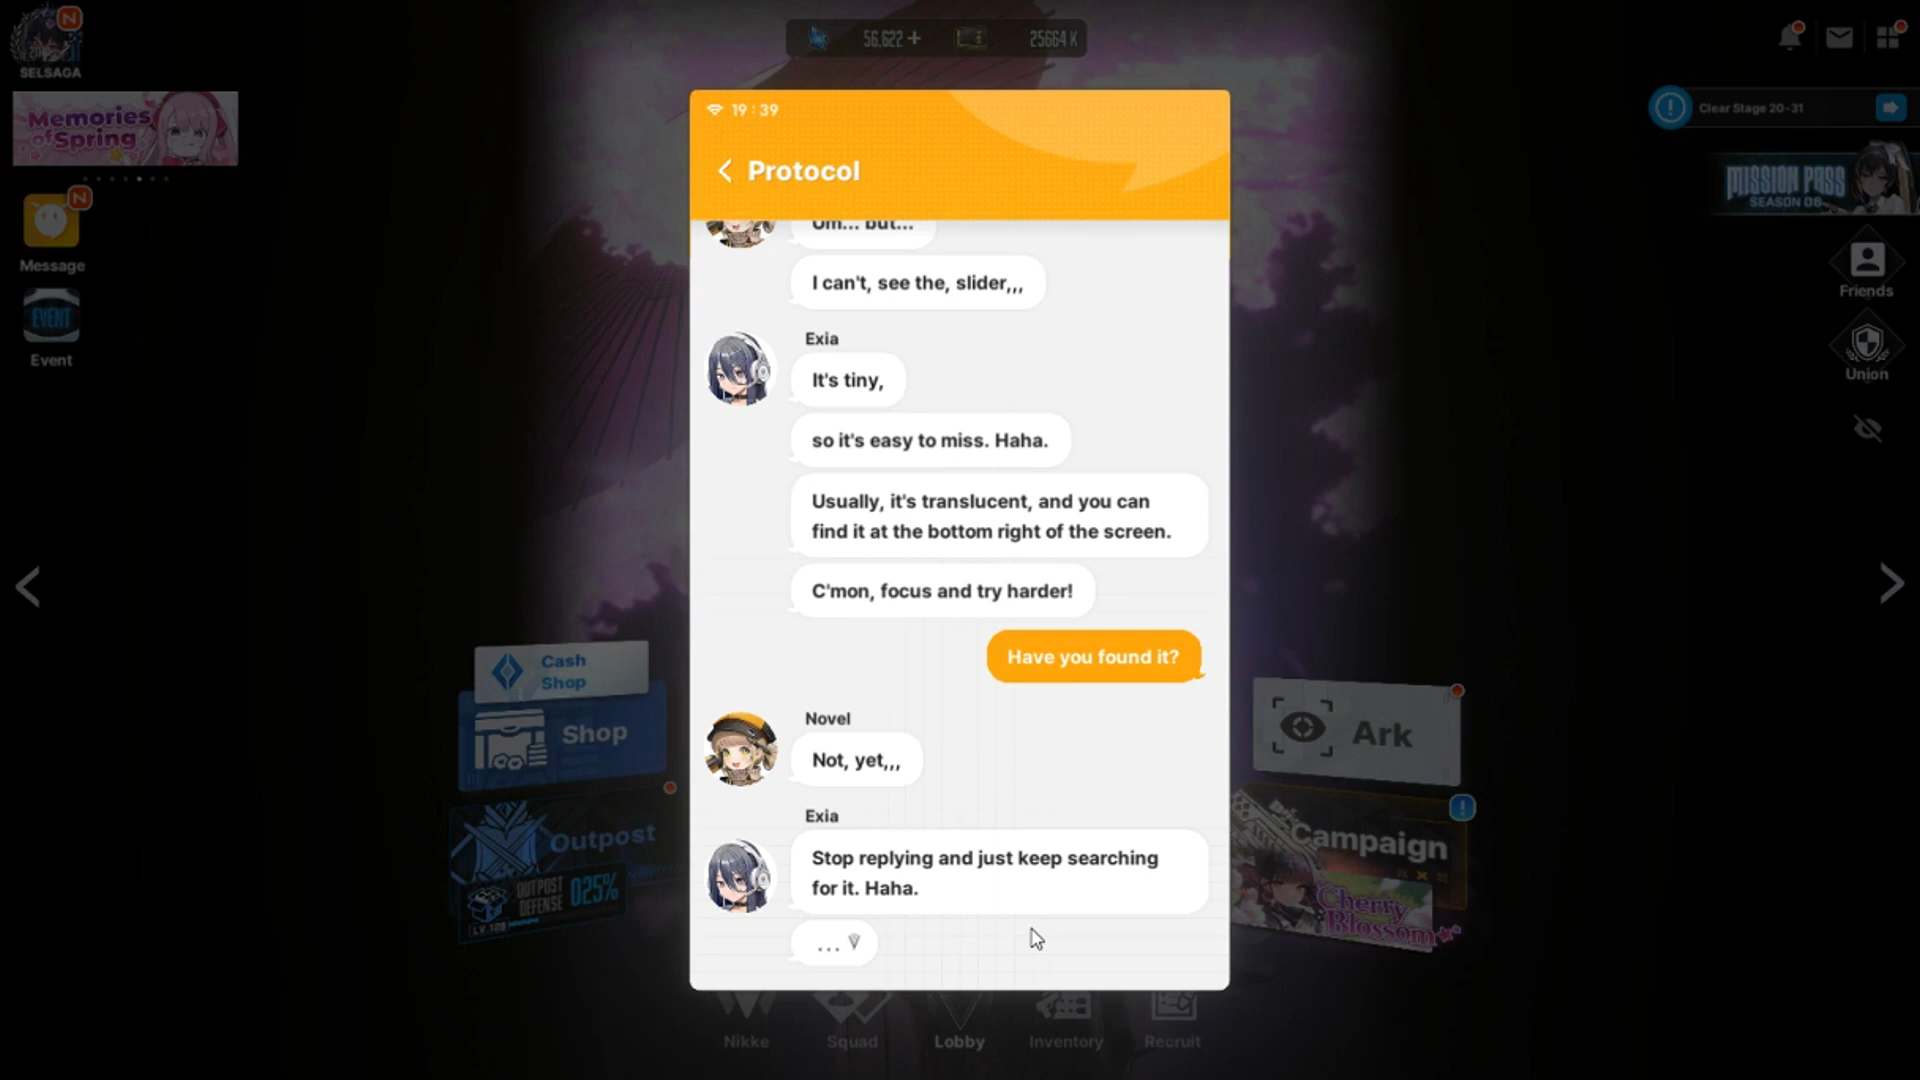 N
SELSAGA
56,622 +
25664 K
Memories
of Spring
Clear Stage 20-31
MISSION PASS
SEASON 06
N
Message
EVENT
Event
Friends
Union
19 : 39
Protocol
Um... but...
I can't, see the, slider,,,
Exia
It's tiny,
so it's easy to miss. Haha.
Usually, it's translucent, and you can
find it at the bottom right of the screen.
C'mon, focus and try harder!
Have you found it?
Novel
Not, yet,,,
Exia
Stop replying and just keep searching
for it. Haha.
...
Cash
Shop
Shop
Outpost
OUTPOST
DEFENSE
025%
LV.120
Ark
Campaign
Cherry
Blossom
Nikke
Squad
Lobby
Inventory
Recruit